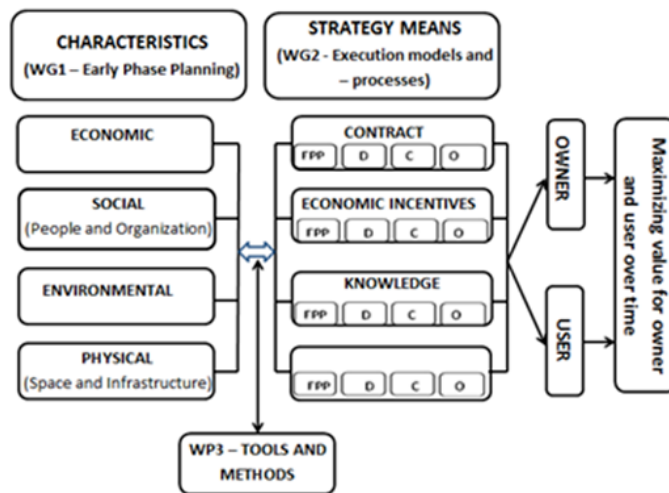 CHARACTERISTICS
(WG1 – Early Phase Planning)
STRATEGY MEANS
(WG2 - Execution models and
– processes)
ECONOMIC
SOCIAL
(People and Organization)
ENVIRONMENTAL
PHYSICAL
(Space and Infrastructure)
CONTRACT
FPP D C O
ECONOMIC INCENTIVES
FPP D C O
KNOWLEDGE
FPP D C O
FPP D C O
WP3 – TOOLS AND
METHODS
OWNER
USER
Maximizing value for owner
and user over time